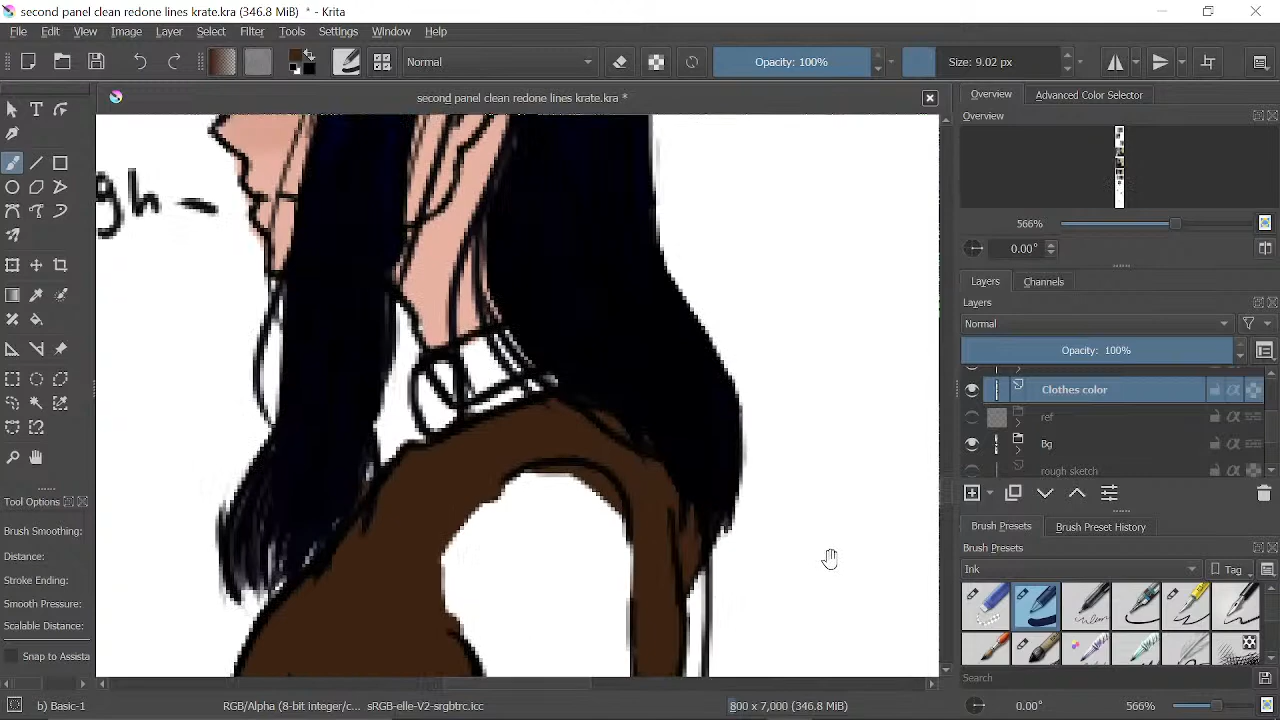 second panel clean redone lines krate.kra (346.8 MiB) * - Krita
File Edit View Image Layer Select Filter Tools Settings Window Help
Normal
Opacity: 100%
Size: 9.02 px
second panel clean redone lines krate.kra *
gh -
Overview
Advanced Color Selector
Overview
566%
0.00°
Layers
Channels
Layers
Normal
Opacity: 100%
Clothes color
ref
Bg
rough sketch
Brush Presets
Brush Preset History
Brush Presets
Ink
Tag
Search
Tool Options
Brush Smoothing:
Distance:
Stroke Ending:
Smooth Pressure:
Scalable Distance:
Snap to Assista
b) Basic-1
RGB/Alpha (8-bit integer/c... sRGB-elle-V2-srgbtrc.icc
800 x 7,000 (346.8 MiB)
0.00°
566%